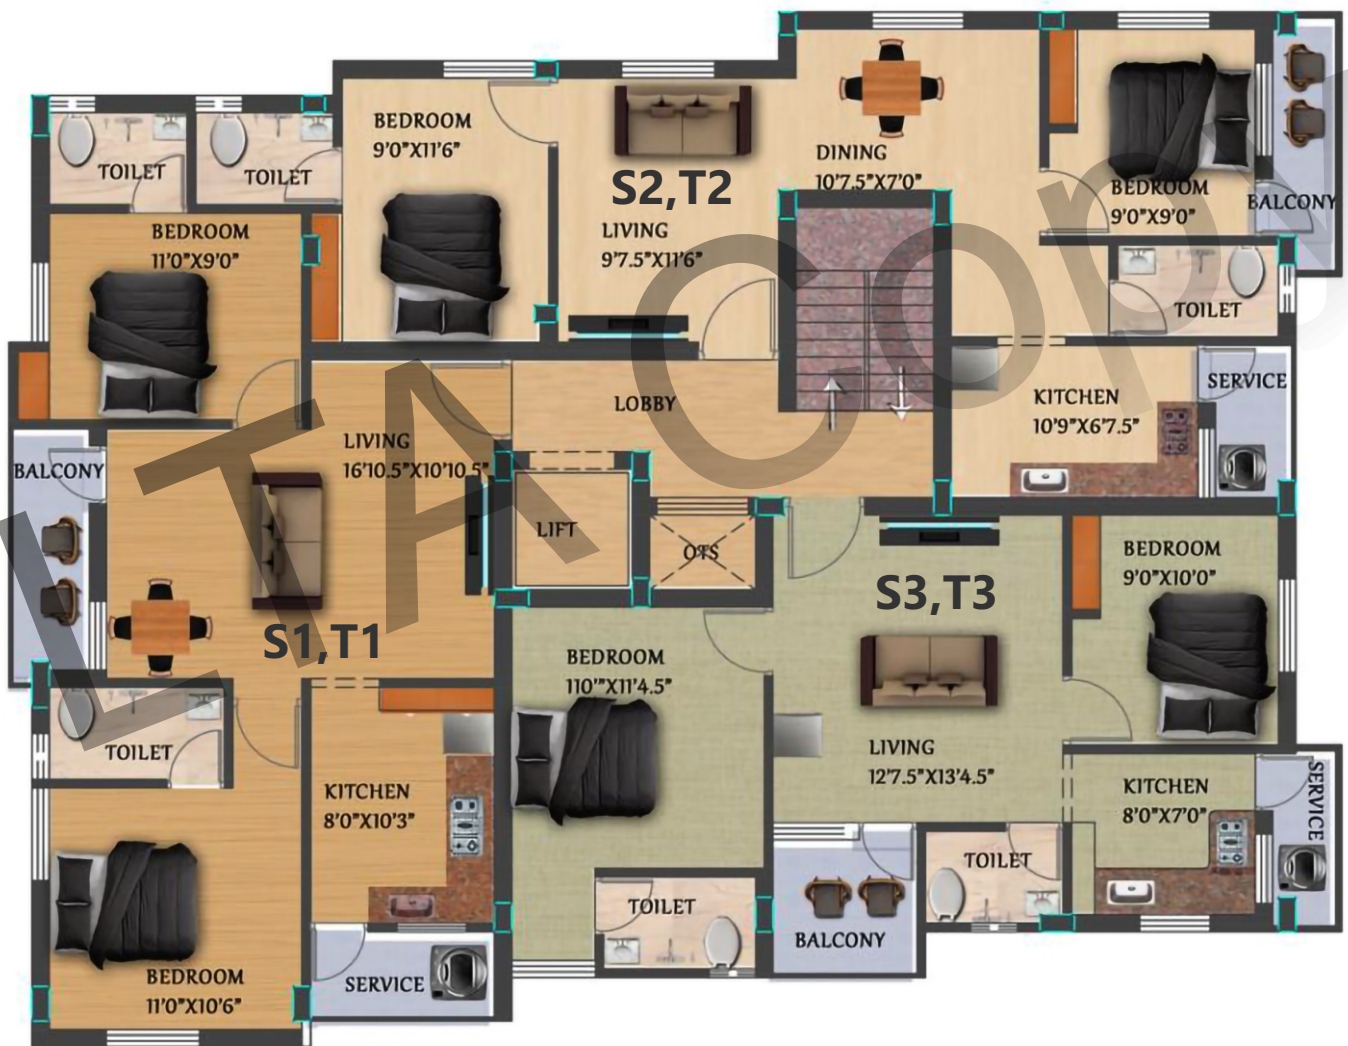 BEDROOM
9'0"X11'6"
DINING
10'7.5"X7'0"
TOILET
TOILET
S2,T2
BEDROOM
9'0"X9'0"
BALCONY
BEDROOM
11'0"X9'0"
LIVING
9'7.5"X11'6"
TOILET
LOBBY
KITCHEN
10'9"X6'7.5"
SERVICE
LIVING
16'10.5"X10'10.5"
BALCONY
LIFT
OTS
BEDROOM
9'0"X10'0"
S3,T3
S1,T1
BEDROOM
110'"X11'4.5"
TOILET
LIVING
12'7.5"X13'4.5"
KITCHEN
8'0"X10'3"
KITCHEN
8'0"X7'0"
SERVICE
TOILET
TOILET
BALCONY
BEDROOM
11'0"X10'6"
SERVICE
LTA Copy